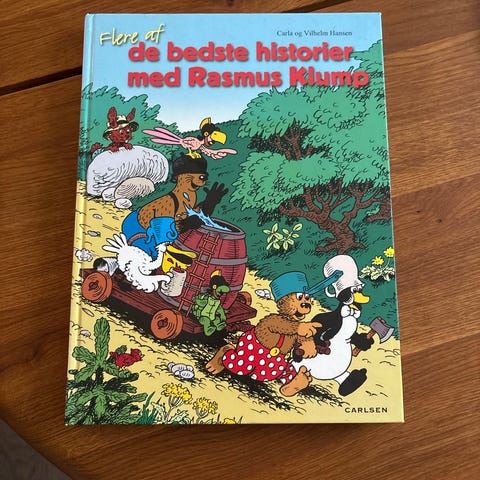 Carla og Vilhelm Hansen
Flere af
de bedste historier
med Rasmus Klump
CARLSEN